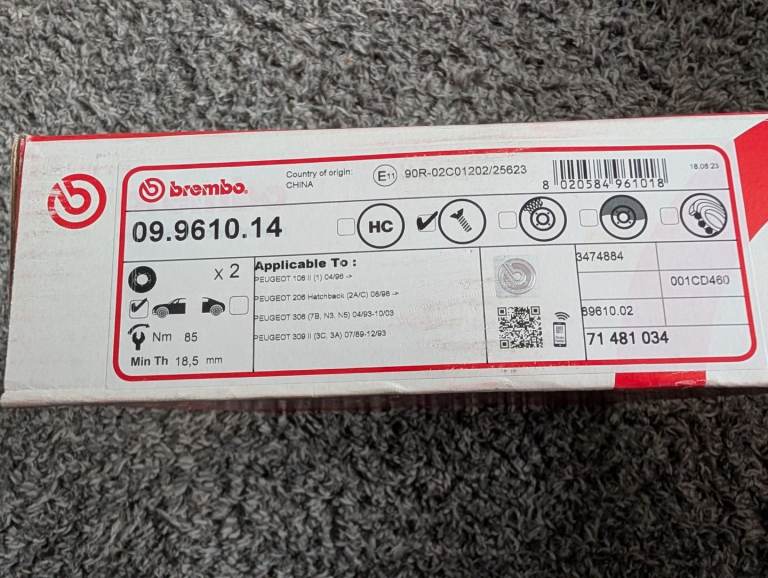 brembo.
Country of origin:
CHINA
E11 90R-02C01202/25623
8 020584 961018
18.08.23
09.9610.14
HC
x 2
Applicable To :
PEUGEOT 106 II (1) 04/96 ->
PEUGEOT 206 Hatchback (2A/C) 08/98 ->
PEUGEOT 306 (7B, N3, N5) 04/93-10/03
PEUGEOT 309 II (3C, 3A) 07/89-12/93
Nm 85
Min Th 18,5 mm
3474884
001CD460
89610.02
71 481 034